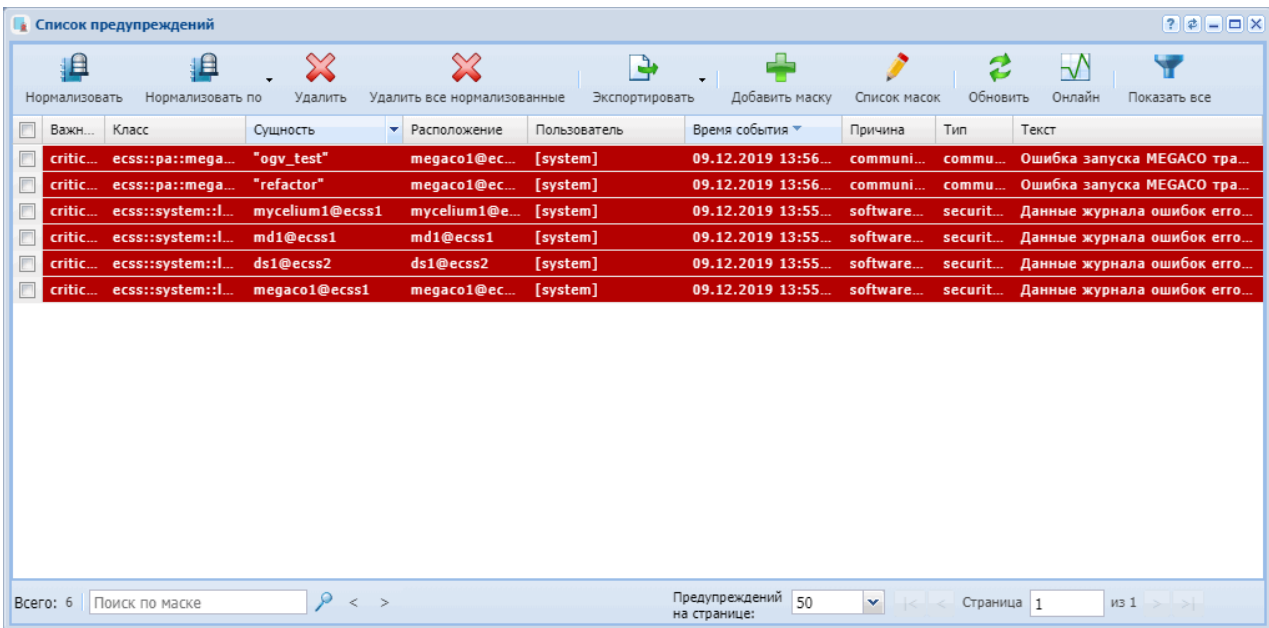 Список предупреждений
Нормализовать Нормализовать по Удалить Удалить все нормализованные Экспортировать Добавить маску Список масок Обновить Онлайн Показать все
Важн... Класс Сущность Расположение Пользователь Время события Причина Тип Текст
critic... ecss::pa::mega... "ogv_test" megaco1@ec... [system] 09.12.2019 13:56... communi... commu... Ошибка запуска MEGACO тра...
critic... ecss::pa::mega... "refactor" megaco1@ec... [system] 09.12.2019 13:56... communi... commu... Ошибка запуска MEGACO тра...
critic... ecss::system::l... mycelium1@ecss1 mycelium1@e... [system] 09.12.2019 13:55... software... securit... Данные журнала ошибок erro...
critic... ecss::system::l... md1@ecss1 md1@ecss1 [system] 09.12.2019 13:55... software... securit... Данные журнала ошибок erro...
critic... ecss::system::l... ds1@ecss2 ds1@ecss2 [system] 09.12.2019 13:55... software... securit... Данные журнала ошибок erro...
critic... ecss::system::l... megaco1@ecss1 megaco1@ec... [system] 09.12.2019 13:55... software... securit... Данные журнала ошибок erro...
Всего: 6 Поиск по маске < > Предупреждений на странице: 50 |< < Страница 1 из 1 > >|